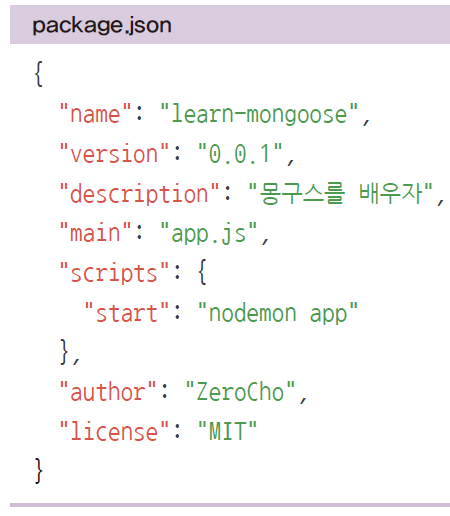 package.json
{
"name": "learn-mongoose",
"version": "0.0.1",
"description": "몽구스를 배우자",
"main": "app.js",
"scripts": {
"start": "nodemon app"
},
"author": "ZeroCho",
"license": "MIT"
}